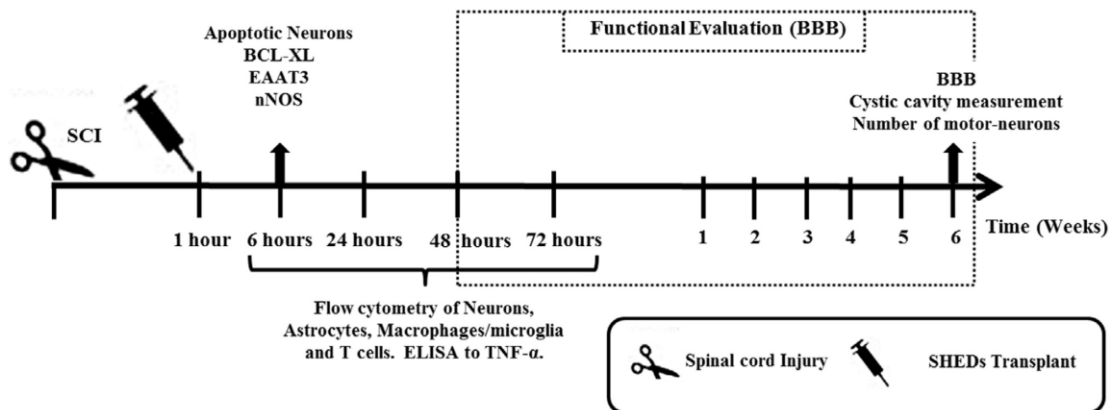 Functional Evaluation (BBB)
Apoptotic Neurons
BCL-XL
EAAT3
nNOS
BBB
Cystic cavity measurement
Number of motor-neurons
SCI
1 hour 6 hours 24 hours 48 hours 72 hours 1 2 3 4 5 6 Time (Weeks)
Flow cytometry of Neurons,
Astrocytes, Macrophages/microglia
and T cells. ELISA to TNF-α.
Spinal cord Injury SHEDs Transplant